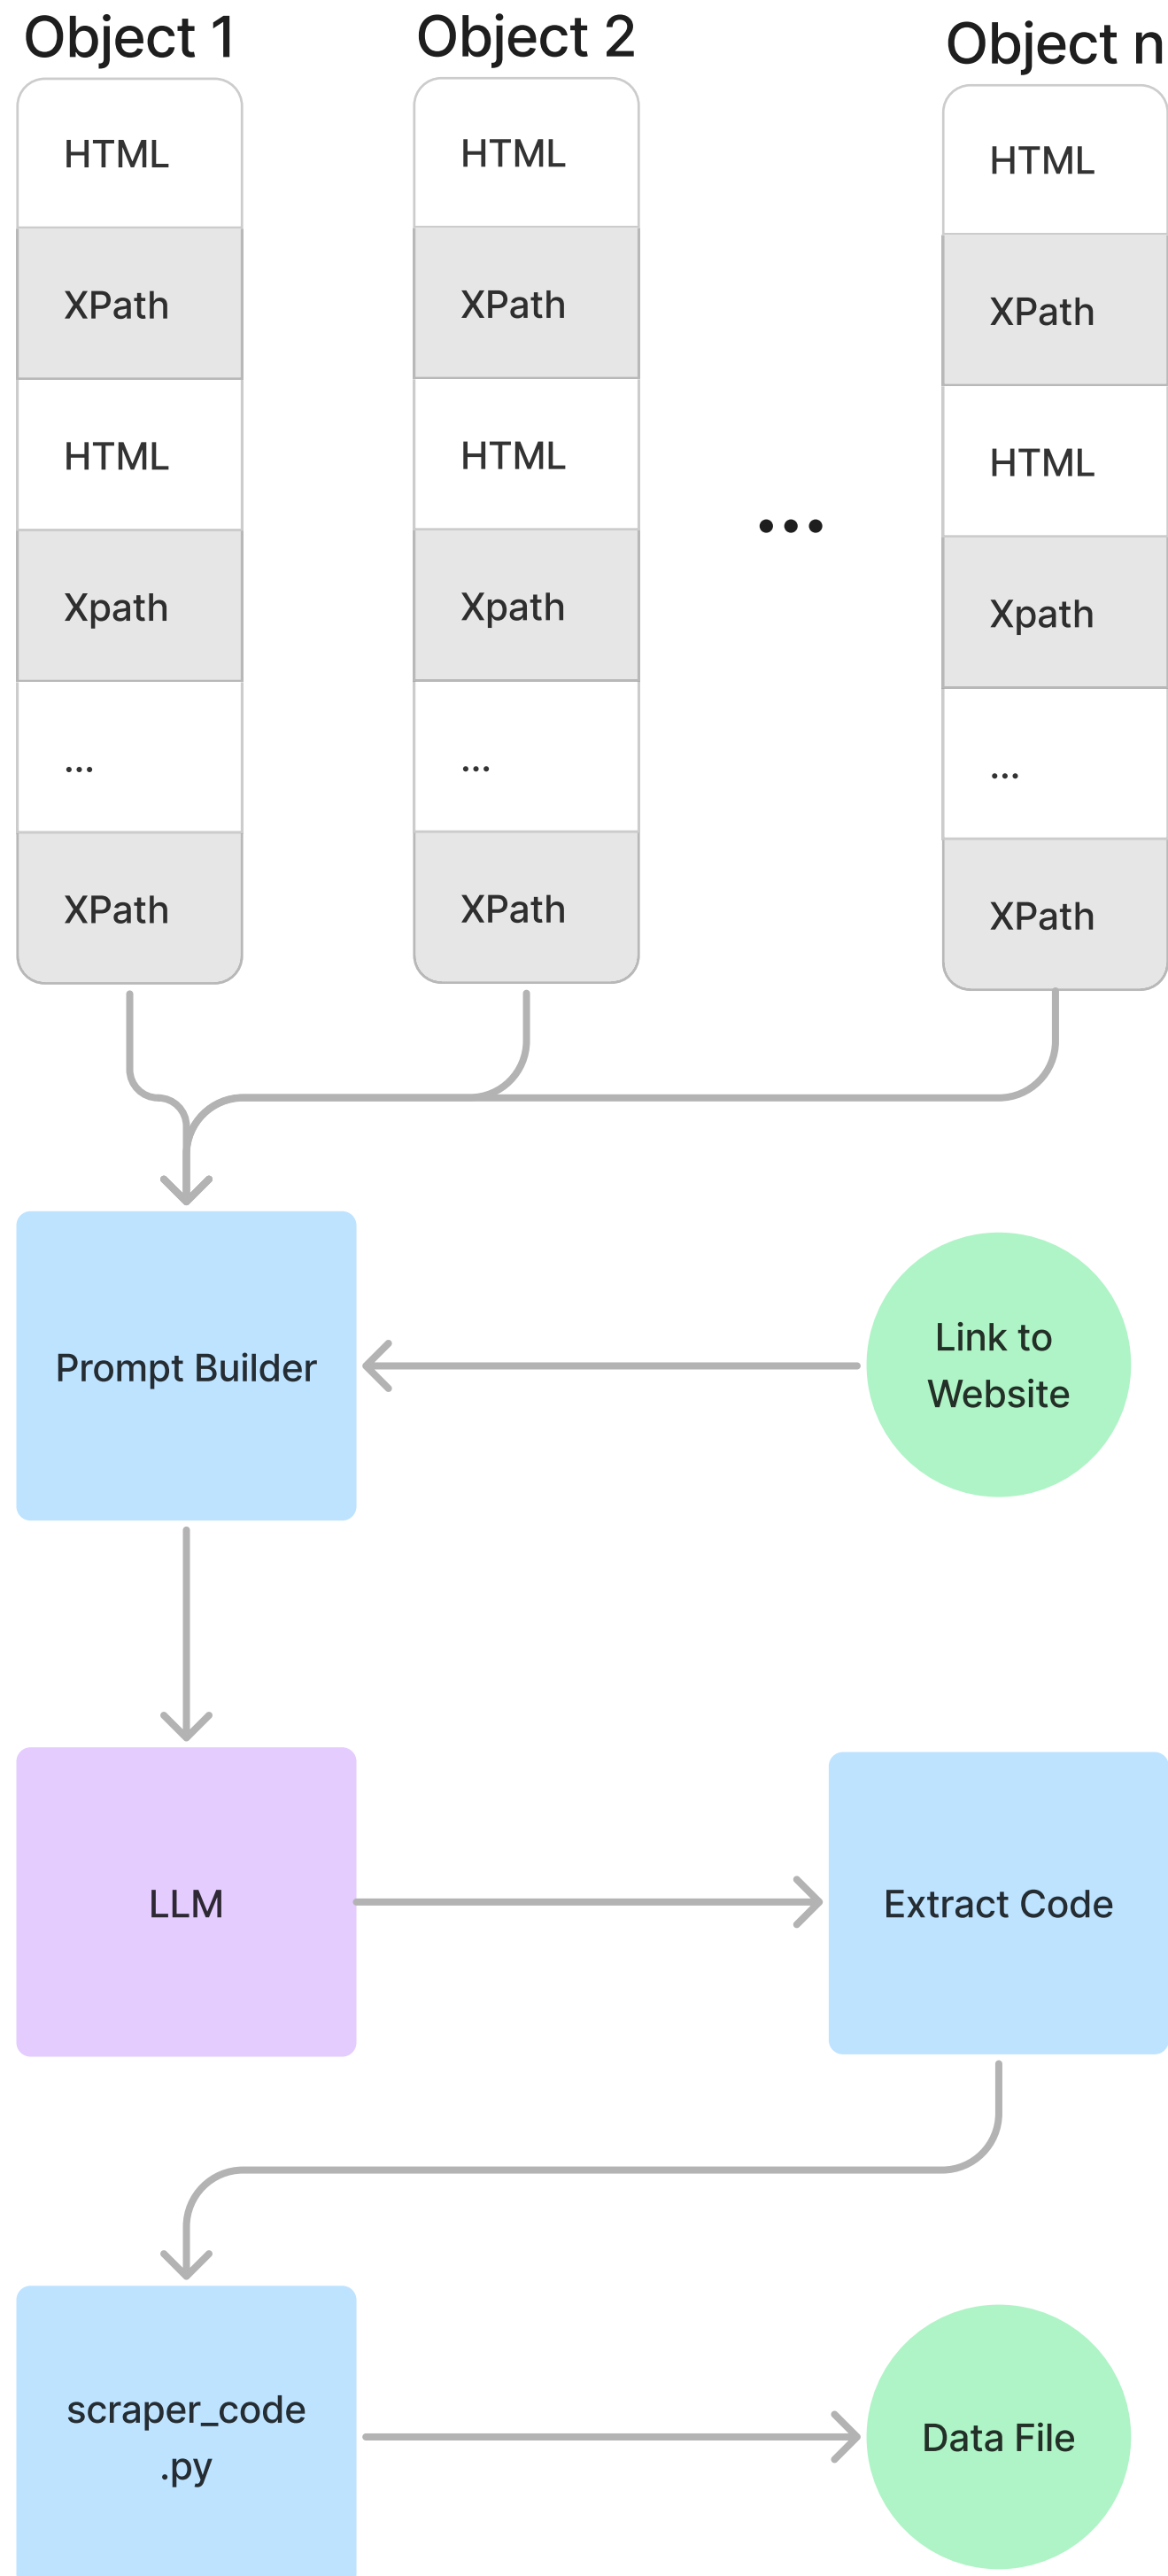 Object 1
Object 2
Object n
HTML
HTML
HTML
XPath
XPath
XPath
HTML
HTML
HTML
...
Xpath
Xpath
Xpath
...
...
...
XPath
XPath
XPath
Prompt Builder
Link to
Website
LLM
Extract Code
scraper_code
.py
Data File